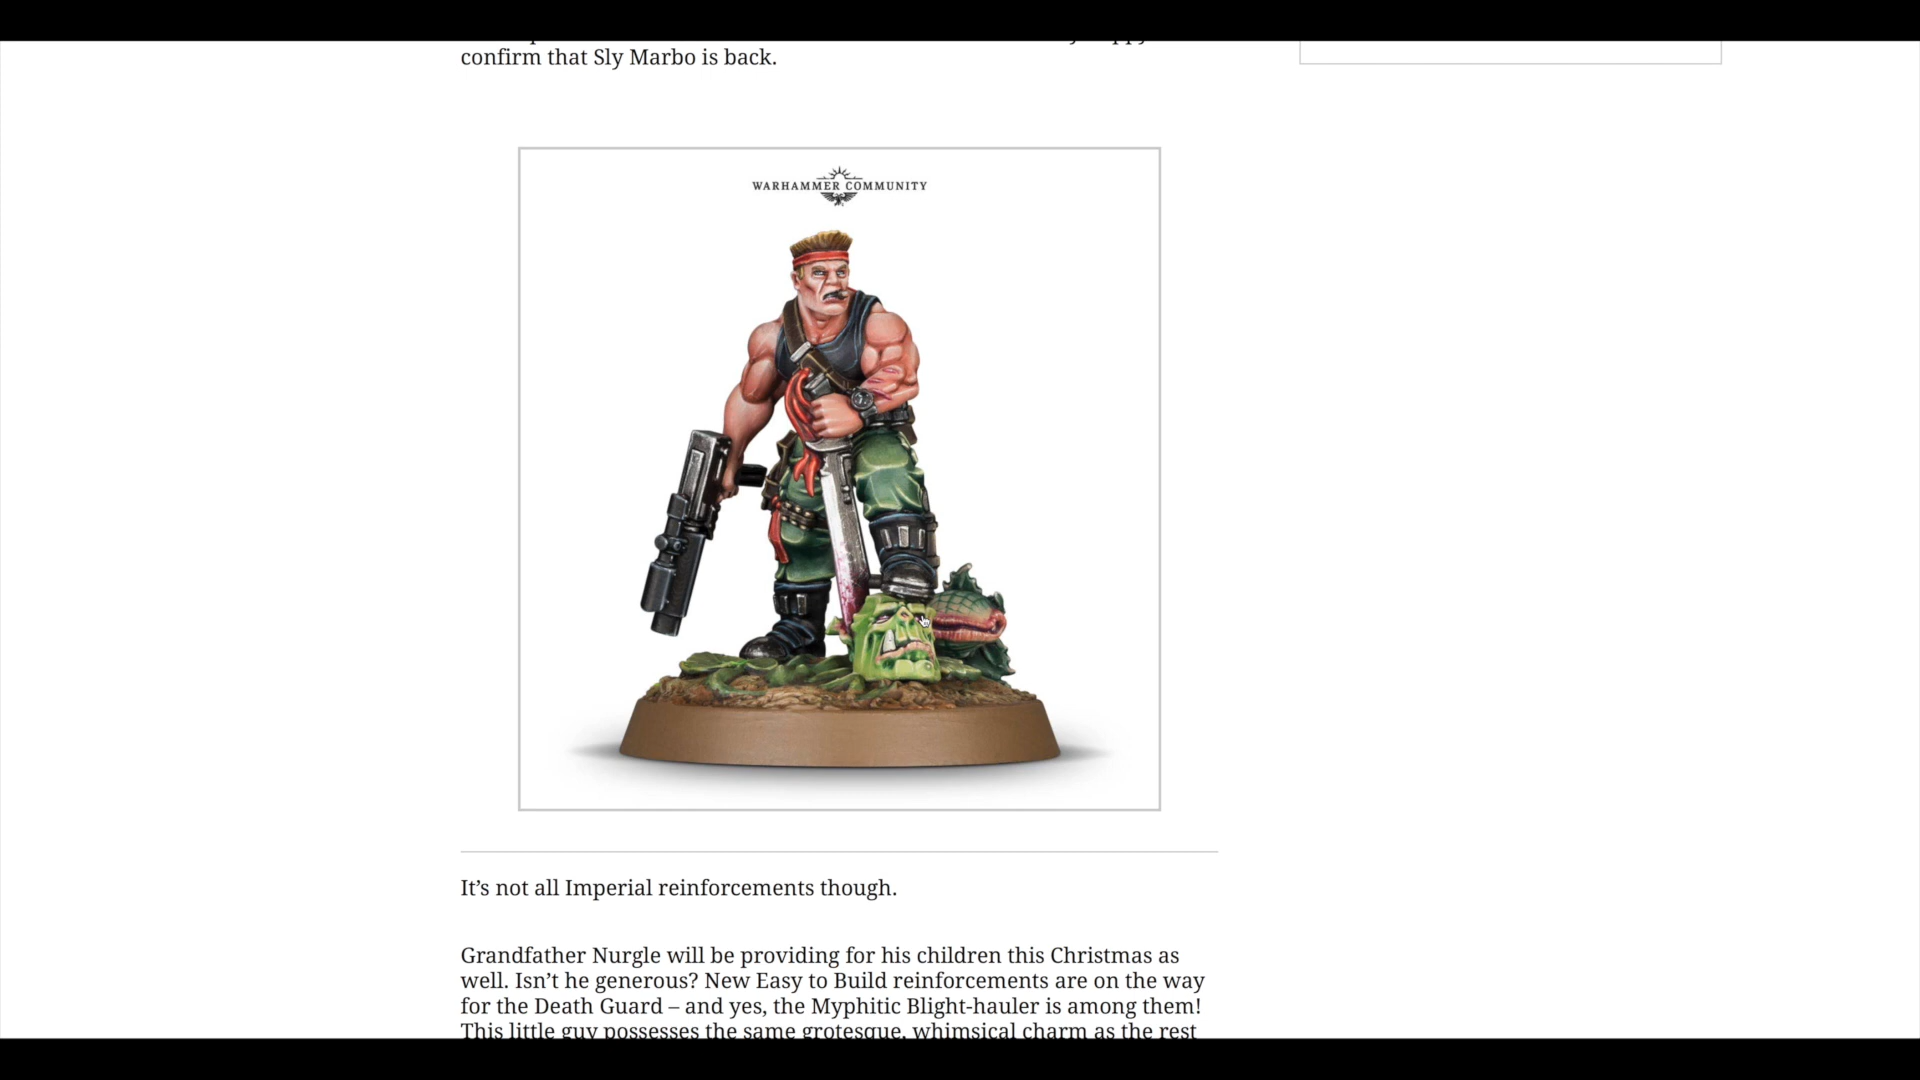 confirm that Sly Marbo is back.
WARHAMMER COMMUNITY
It’s not all Imperial reinforcements though.
Grandfather Nurgle will be providing for his children this Christmas as
well. Isn’t he generous? New Easy to Build reinforcements are on the way
for the Death Guard – and yes, the Myphitic Blight-hauler is among them!
This little guy possesses the same grotesque, whimsical charm as the rest